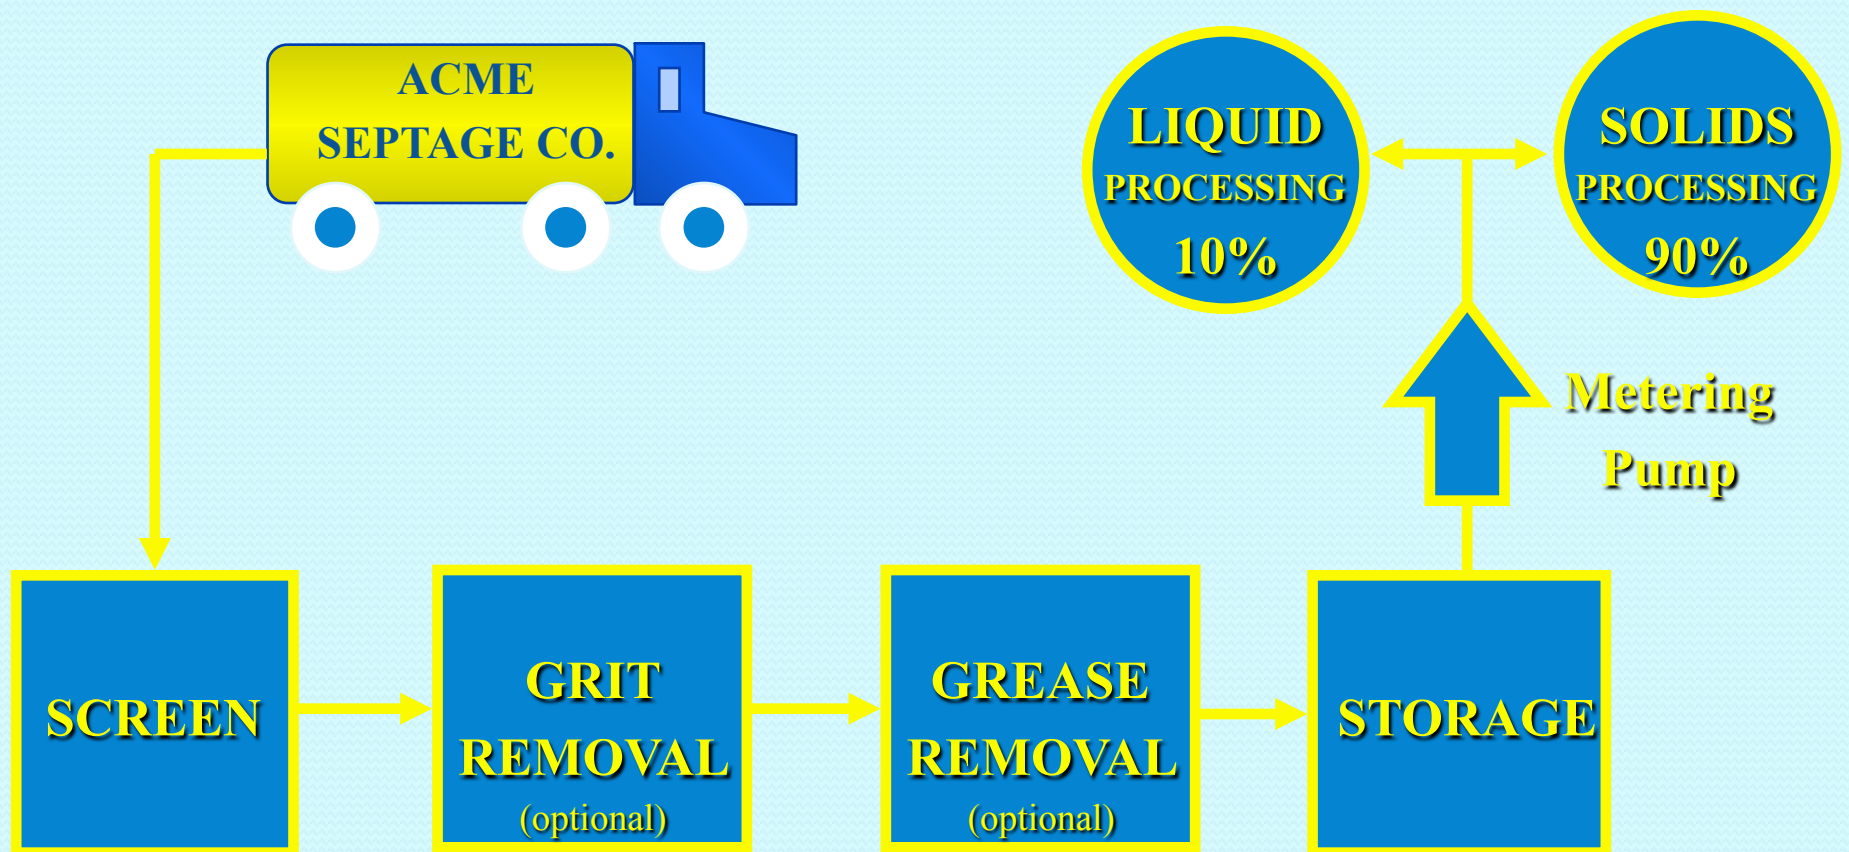 ACME
SEPTAGE CO.
LIQUID
PROCESSING
10%
SOLIDS
PROCESSING
90%
Metering
Pump
SCREEN
GRIT
REMOVAL
(optional)
GREASE
REMOVAL
(optional)
STORAGE